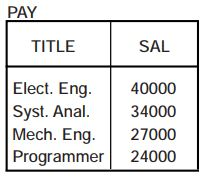 PAY
TITLE SAL
Elect. Eng. 40000
Syst. Anal. 34000
Mech. Eng. 27000
Programmer 24000